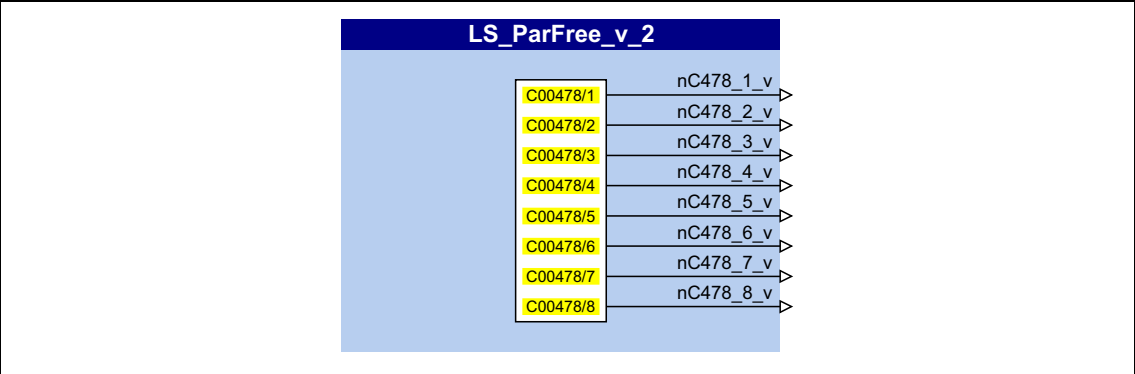 LS_ParFree_v_2
C00478/1 nC478_1_v
C00478/2 nC478_2_v
C00478/3 nC478_3_v
C00478/4 nC478_4_v
C00478/5 nC478_5_v
C00478/6 nC478_6_v
C00478/7 nC478_7_v
C00478/8 nC478_8_v